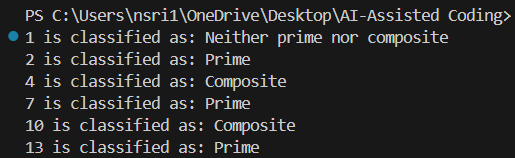 PS C:\Users\nsri1\OneDrive\Desktop\AI-Assisted Coding>
1 is classified as: Neither prime nor composite
2 is classified as: Prime
4 is classified as: Composite
7 is classified as: Prime
10 is classified as: Composite
13 is classified as: Prime